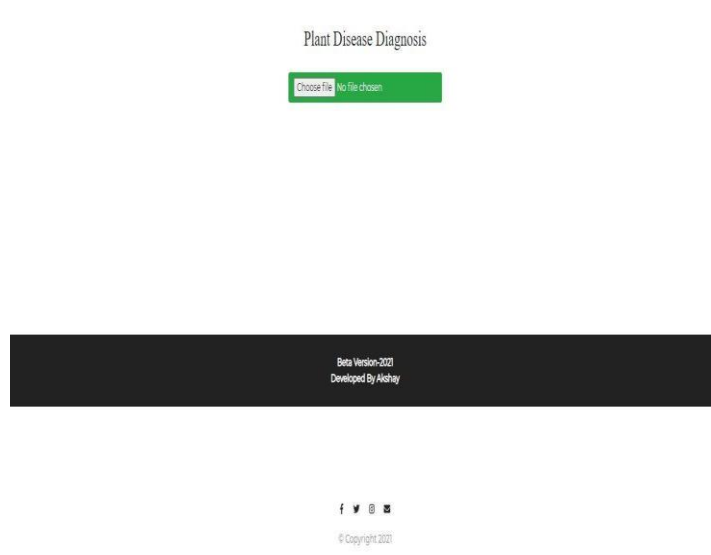 Plant Disease Diagnosis
Choose file No file chosen
Beta Version-2021
Developed By Akshay
© Copyright 2021